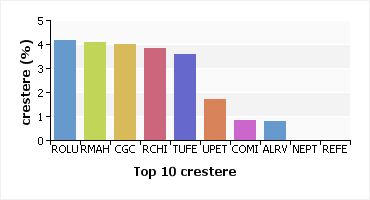 5
4
3
2
1
0
crestere (%)
ROLU RMAH CGC RCHI TUFE UPET COMI ALRV NEPT REFE
Top 10 crestere